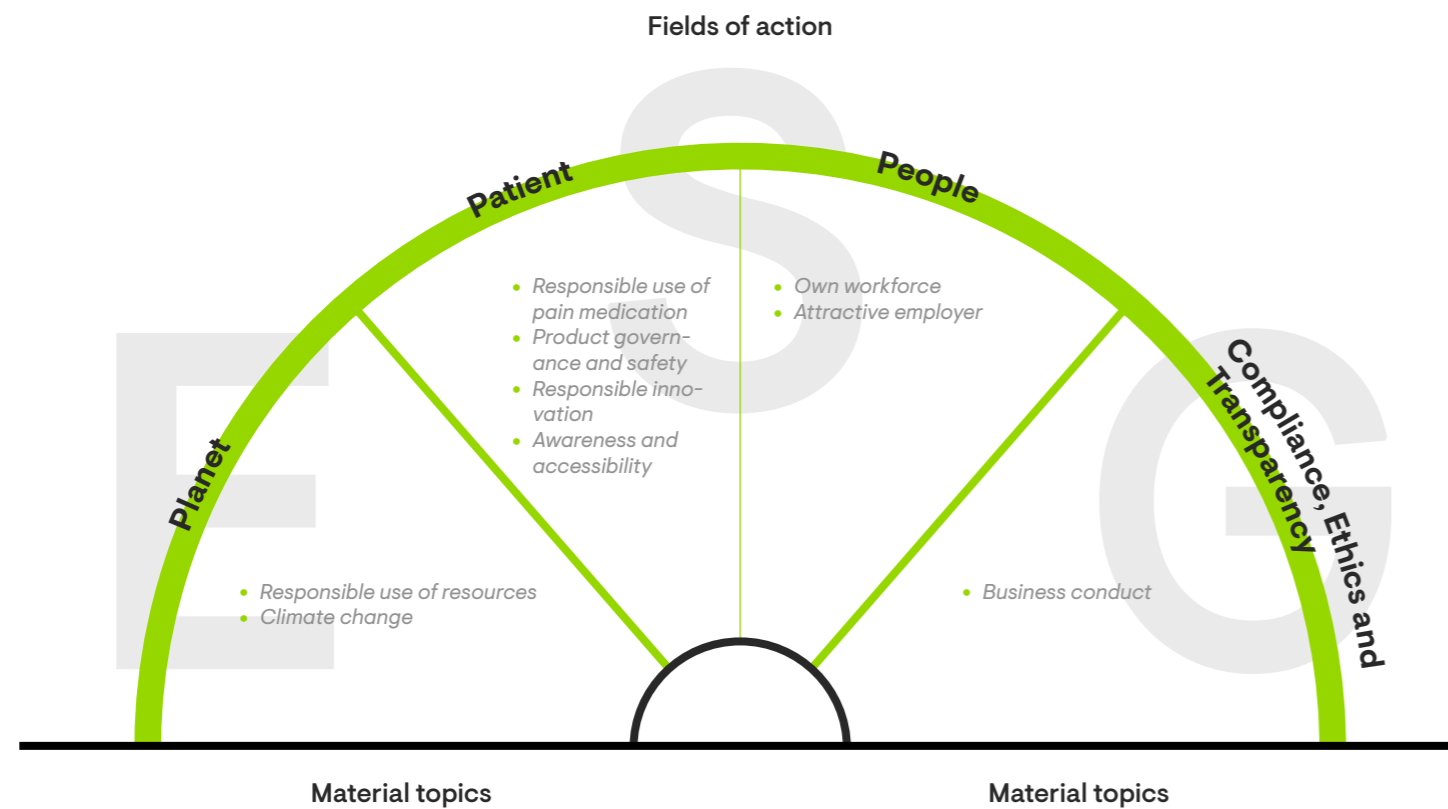 Fields of action
E
S
G
Planet
Patient
People
Compliance, Ethics and
Transparency
Responsible use of resources
Climate change
Responsible use of
pain medication
Product govern-
ance and safety
Responsible inno-
vation
Awareness and
accessibility
Own workforce
Attractive employer
Business conduct
Material topics
Material topics